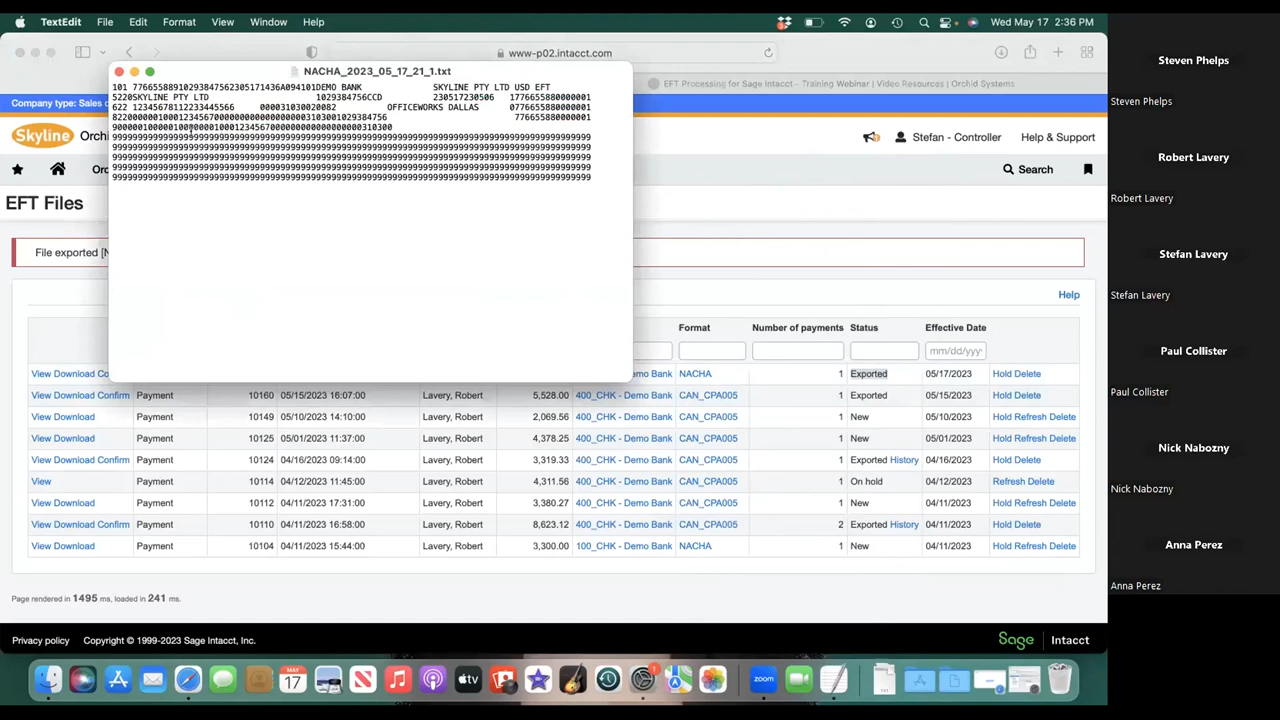 TextEdit File Edit Format View Window Help Wed May 17 2:36 PM
www-p02.intacct.com
NACHA_2023_05_17_21_1.txt
EFT Processing for Sage Intacct - Training Webinar | Video Resources | Orchid Systems
Company type: Sales
101 776655889102938475623051714 36A094101DEMO BANK SKYLINE PTY LTD USD EFT
5220SKYLINE PTY LTD 1029384756CCD 230517230506 1776655880000001
622 12345678112233445566 000031030020082 OFFICEWORKS DALLAS 0776655880000001
Skyline Orchi Stefan - Controller Help & Support
Search
EFT Files
File exported [N
Help
Format Number of payments Status Effective Date
mm/dd/yyy
View Download Co emo Bank NACHA 1 Exported 05/17/2023 Hold Delete
View Download Confirm Payment 10160 05/15/2023 16:07:00 Lavery, Robert 5,528.00 400_CHK - Demo Bank CAN_CPA005 1 Exported 05/15/2023 Hold Delete
View Download Payment 10149 05/10/2023 14:10:00 Lavery, Robert 2,069.56 400_CHK - Demo Bank CAN_CPA005 1 New 05/10/2023 Hold Refresh Delete
View Download Payment 10125 05/01/2023 11:37:00 Lavery, Robert 4,378.25 400_CHK - Demo Bank CAN_CPA005 1 New 05/01/2023 Hold Refresh Delete
View Download Confirm Payment 10124 04/16/2023 09:14:00 Lavery, Robert 3,319.33 400_CHK - Demo Bank CAN_CPA005 1 Exported History 04/16/2023 Hold Delete
View Payment 10114 04/12/2023 11:45:00 Lavery, Robert 4,311.56 400_CHK - Demo Bank CAN_CPA005 1 On hold 04/12/2023 Refresh Delete
View Download Payment 10112 04/11/2023 17:31:00 Lavery, Robert 3,380.27 400_CHK - Demo Bank CAN_CPA005 1 New 04/11/2023 Hold Refresh Delete
View Download Confirm Payment 10110 04/11/2023 16:58:00 Lavery, Robert 8,623.12 400_CHK - Demo Bank CAN_CPA005 2 Exported History 04/11/2023 Hold Delete
View Download Payment 10104 04/11/2023 15:44:00 Lavery, Robert 3,300.00 100_CHK - Demo Bank NACHA 1 New 04/11/2023 Hold Refresh Delete
Page rendered in 1495 ms, loaded in 241 ms.
Privacy policy Copyright © 1999-2023 Sage Intacct, Inc. Sage Intacct
MAY
17
tv
zoom
Steven Phelps
Steven Phelps
Robert Lavery
Robert Lavery
Stefan Lavery
Stefan Lavery
Paul Collister
Paul Collister
Nick Nabozny
Nick Nabozny
Anna Perez
Anna Perez